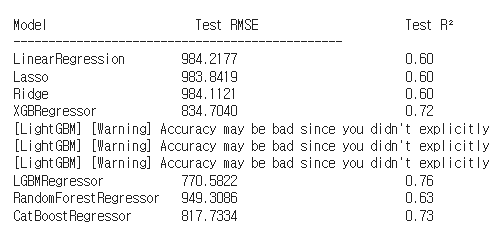 Model Test RMSE Test R²
------------------------------------------------
LinearRegression 984.2177 0.60
Lasso 983.8419 0.60
Ridge 984.1121 0.60
XGBRegressor 834.7040 0.72
[LightGBM] [Warning] Accuracy may be bad since you didn't explicitly
[LightGBM] [Warning] Accuracy may be bad since you didn't explicitly
[LightGBM] [Warning] Accuracy may be bad since you didn't explicitly
LGBMRegressor 770.5822 0.76
RandomForestRegressor 949.3086 0.63
CatBoostRegressor 817.7334 0.73